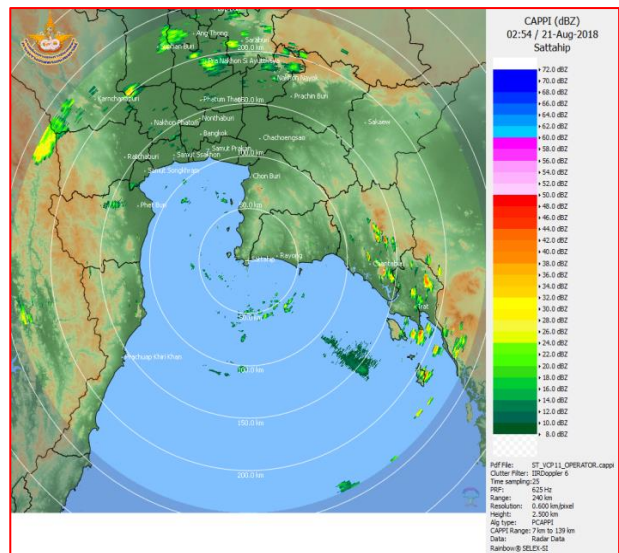 CAPPI (dBZ)
02:54 / 21-Aug-2018
Sattahip
72.0 dBZ
70.0 dBZ
68.0 dBZ
66.0 dBZ
64.0 dBZ
62.0 dBZ
60.0 dBZ
58.0 dBZ
56.0 dBZ
54.0 dBZ
52.0 dBZ
50.0 dBZ
48.0 dBZ
46.0 dBZ
44.0 dBZ
42.0 dBZ
40.0 dBZ
38.0 dBZ
36.0 dBZ
34.0 dBZ
32.0 dBZ
30.0 dBZ
28.0 dBZ
26.0 dBZ
24.0 dBZ
22.0 dBZ
20.0 dBZ
18.0 dBZ
16.0 dBZ
14.0 dBZ
12.0 dBZ
10.0 dBZ
8.0 dBZ
Pdf File: ST_VCP11_OPERATOR.cappi
Clutter Filter: IIRDoppler 6
Time sampling:25
PRF: 625 Hz
Range: 240 km
Resolution: 0.600 km/pixel
Height: 2.500 km
Alg type: PCAPPI
CAPPI Range: 7 km to 139 km
Data: Radar Data
Rainbow® SELEX-SI
Ang Thong
Saraburi
Suphan Buri
200.0 km
Pra Nakhon Si Ayutthaya
Nakhon Nayok
Kanchanaburi
Phatum Thani
Prachin Buri
Nakhon Phatom
Nonthaburi
Sakaew
Bangkok
Chachoengsao
Ratchaburi
Samut Prakan
Samut Songkhram
Chon Buri
Phet Buri
Rayong
Trat
Prachuap Khiri Khan
100.0 km
150.0 km
200.0 km